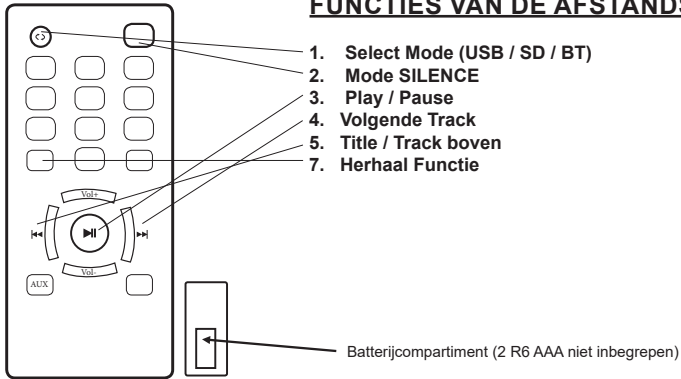 FUNCTIES VAN DE AFSTANDS
1. Select Mode (USB / SD / BT)
2. Mode SILENCE
3. Play / Pause
4. Volgende Track
5. Title / Track boven
7. Herhaal Functie
Vol+
Vol-
AUX
Batterijcompartiment (2 R6 AAA niet inbegrepen)